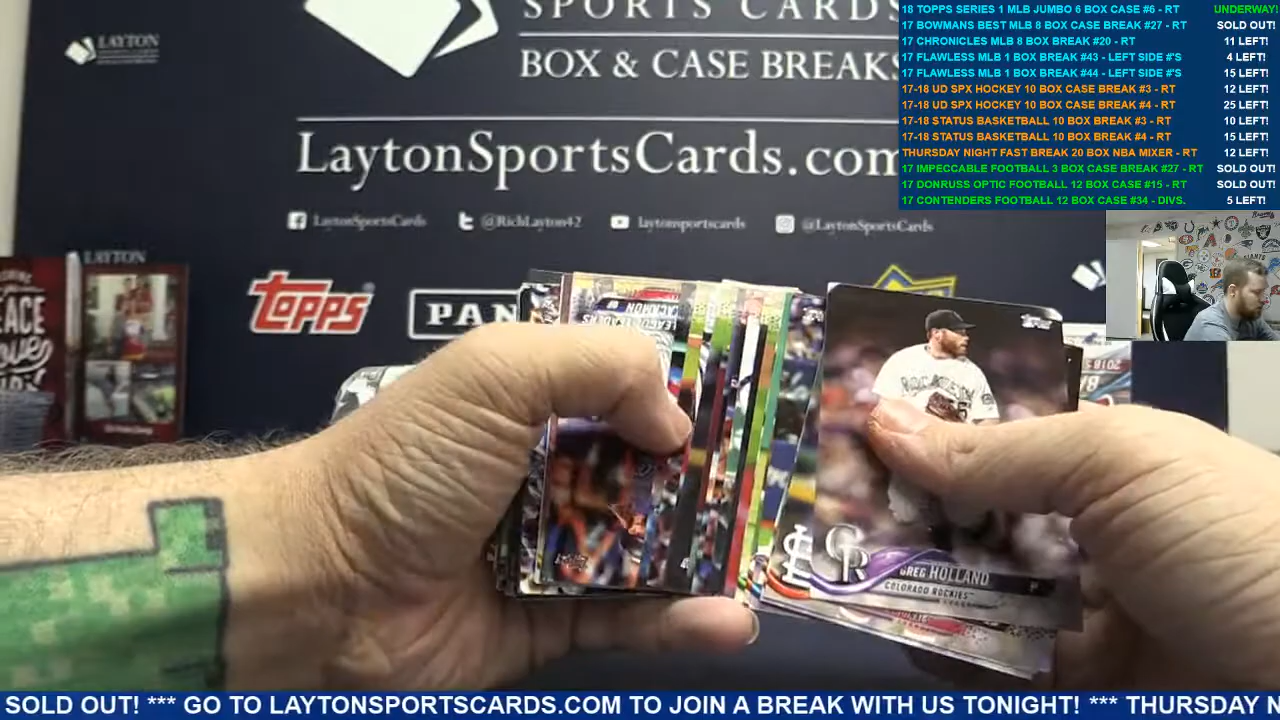 18 TOPPS SERIES 1 MLB JUMBO 6 BOX CASE #6 - RT UNDERWAY!
17 BOWMANS BEST MLB 8 BOX CASE BREAK #27 - RT SOLD OUT!
17 CHRONICLES MLB 8 BOX BREAK #20 - RT 11 LEFT!
17 FLAWLESS MLB 1 BOX BREAK #43 - LEFT SIDE #'S 4 LEFT!
17 FLAWLESS MLB 1 BOX BREAK #44 - LEFT SIDE #'S 15 LEFT!
17-18 UD SPX HOCKEY 10 BOX CASE BREAK #3 - RT 12 LEFT!
17-18 UD SPX HOCKEY 10 BOX CASE BREAK #4 - RT 25 LEFT!
17-18 STATUS BASKETBALL 10 BOX BREAK #3 - RT 10 LEFT!
17-18 STATUS BASKETBALL 10 BOX BREAK #4 - RT 15 LEFT!
THURSDAY NIGHT FAST BREAK 20 BOX NBA MIXER - RT 12 LEFT!
17 IMPECCABLE FOOTBALL 3 BOX CASE BREAK #27 - RT SOLD OUT!
17 DONRUSS OPTIC FOOTBALL 12 BOX CASE #15 - RT SOLD OUT!
17 CONTENDERS FOOTBALL 12 BOX CASE #34 - DIVS. 5 LEFT!
SPORTS CARDS
LAYTON
BOX & CASE BREAKS
LaytonSportsCards.com
LaytonSportsCards @RichLayton42 laytonsportscards @LaytonSportsCards
LAYTON
topps PAN
topps
GREG HOLLAND
COLORADO ROCKIES
SOLD OUT! *** GO TO LAYTONSPORTSCARDS.COM TO JOIN A BREAK WITH US TONIGHT! *** THURSDAY N